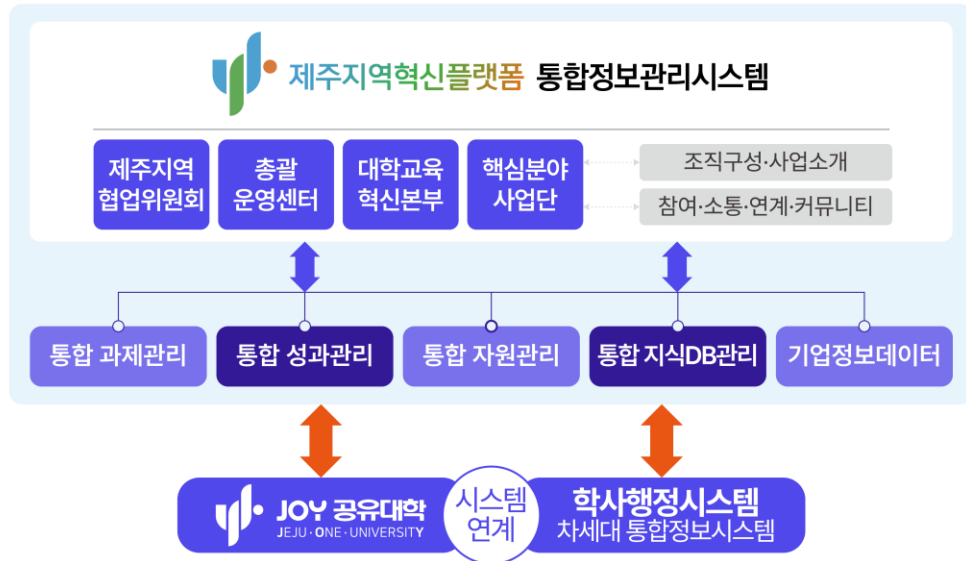 제주지역혁신플랫폼 통합정보관리시스템
제주지역
협업위원회
총괄
운영센터
대학교육
혁신본부
핵심분야
사업단
조직구성·사업소개
참여·소통·연계·커뮤니티
통합 과제관리
통합 성과관리
통합 자원관리
통합 지식DB관리
기업정보데이터
JOY 공유대학
JEJU·ONE·UNIVERSITY
시스템
연계
학사행정시스템
차세대 통합정보시스템